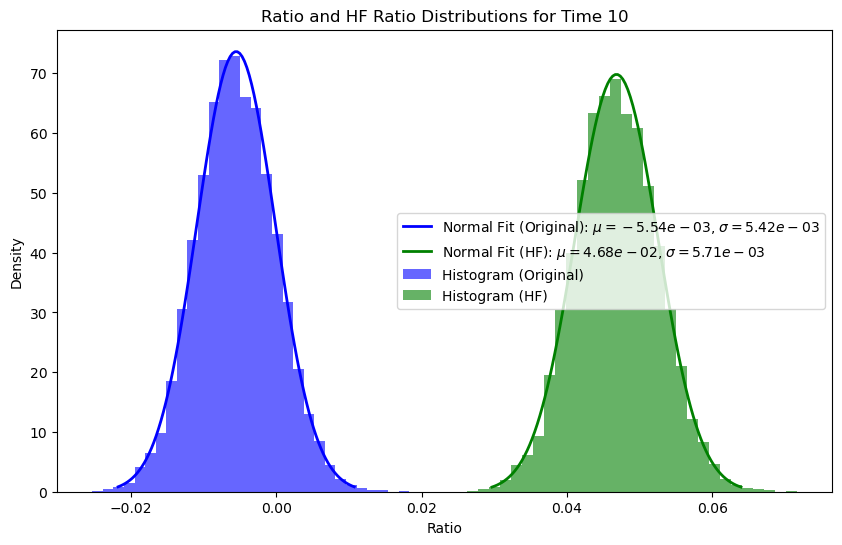 Ratio and HF Ratio Distributions for Time 10
Density
70
60
50
40
30
20
10
0
Normal Fit (Original): μ = −5.54e − 03, σ = 5.42e − 03
Normal Fit (HF): μ = 4.68e − 02, σ = 5.71e − 03
Histogram (Original)
Histogram (HF)
−0.02 0.00 0.02 0.04 0.06
Ratio